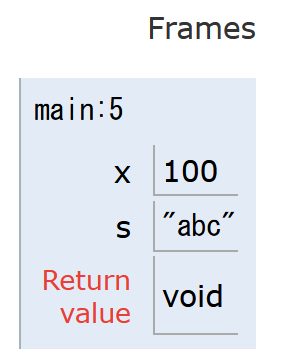 Frames
main:5
x 100
s "abc"
Return
value void